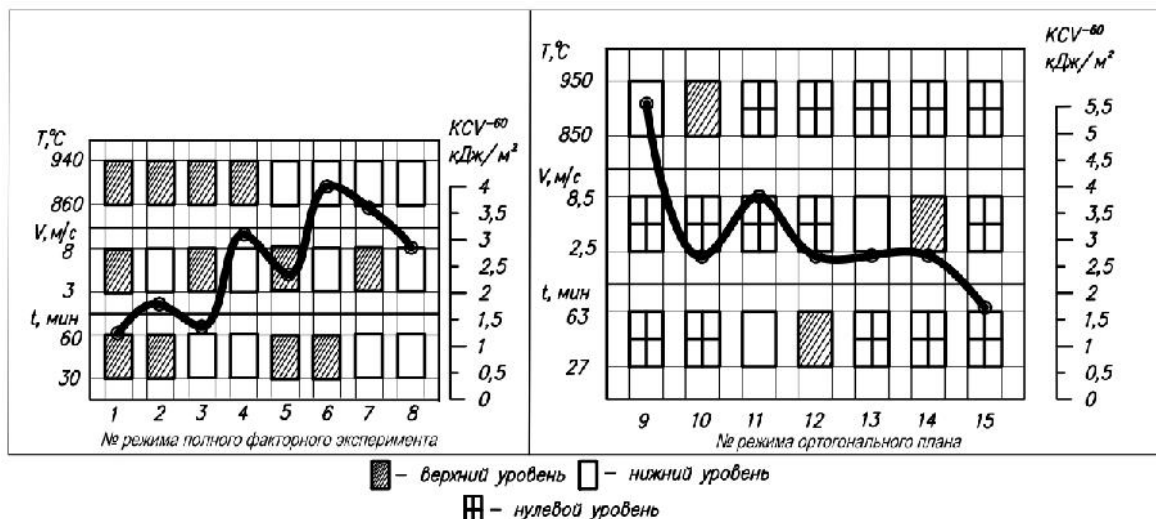 T,°C
940
860
V, м/с
8
3
t, мин
60
30
KCV⁻⁶⁰
кДж/м²
4
3,5
3
2,5
2
1,5
1
0,5
0
1 2 3 4 5 6 7 8
№ режима полного факторного эксперимента
T,°C
950
850
V, м/с
8,5
2,5
t, мин
63
27
KCV⁻⁶⁰
кДж/м²
5,5
5
4,5
4
3,5
3
2,5
2
1,5
1
0,5
0
9 10 11 12 13 14 15
№ режима ортогонального плана
– верхний уровень – нижний уровень
– нулевой уровень